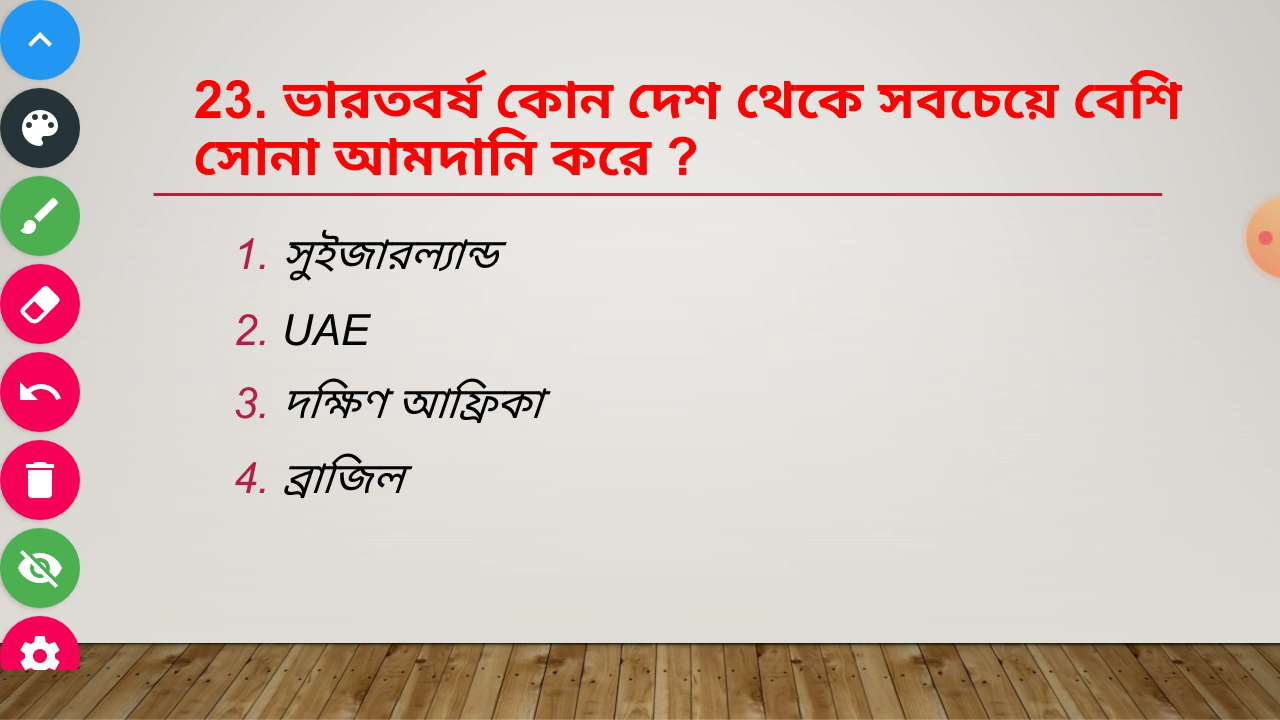 23. ভারতবর্ষ কোন দেশ থেকে সবচেয়ে বেশি
সোনা আমদানি করে ?
1. সুইজারল্যান্ড
2. UAE
3. দক্ষিণ আফ্রিকা
4. ব্রাজিল